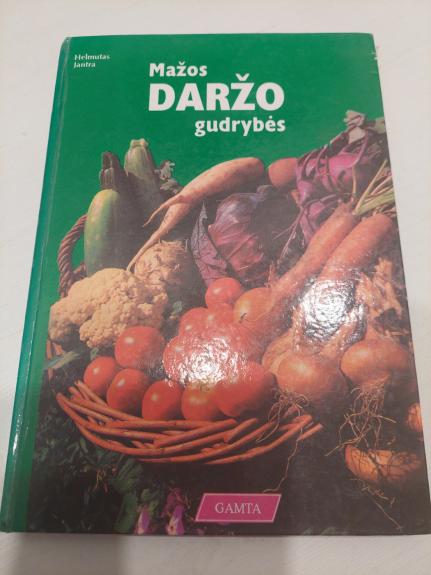 Helmutas
Jantra
Mažos
DARŽO
gudrybės
GAMTA